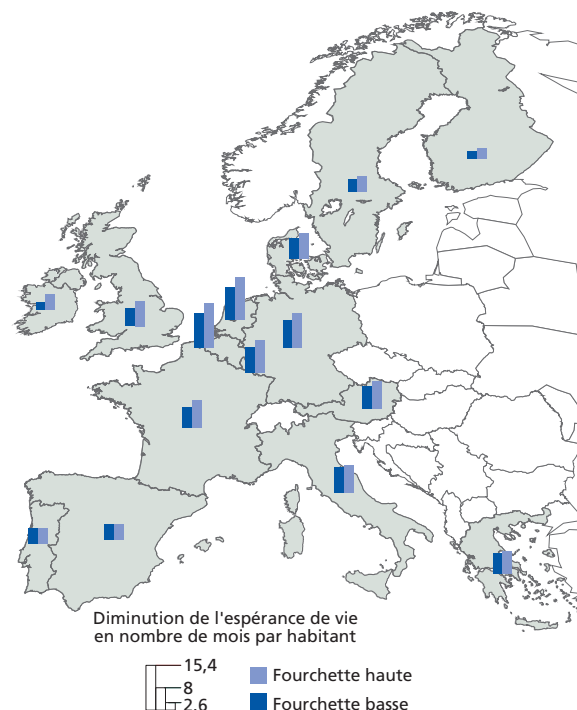 Diminution de l'espérance de vie
en nombre de mois par habitant
15,4
8
2,6
Fourchette haute
Fourchette basse